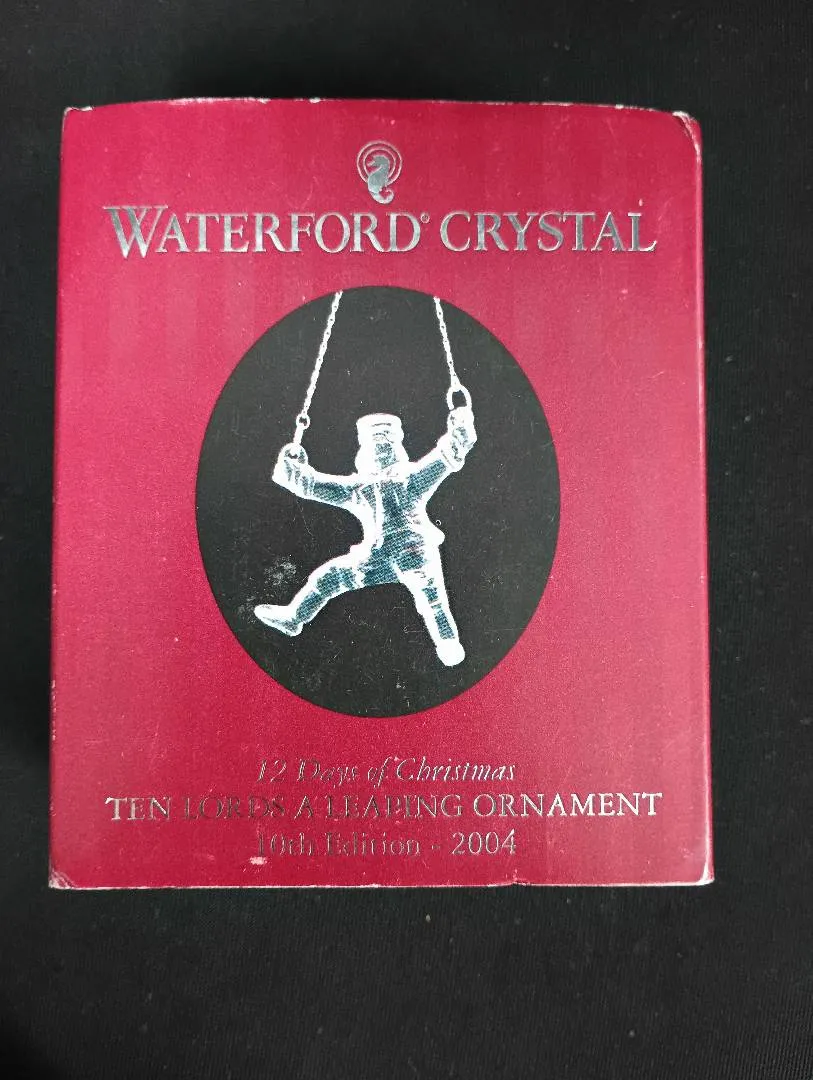 WATERFORD® CRYSTAL
12 Days of Christmas
TEN LORDS A LEAPING ORNAMENT
10th Edition - 2004